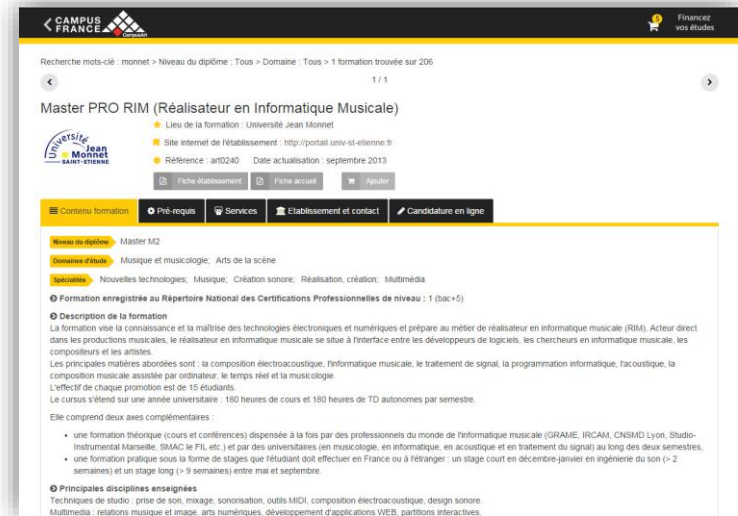 CAMPUS
FRANCE
CampusArt
Financez
vos études
Recherche mots-clé : monnet > Niveau du diplôme : Tous > Domaine : Tous > 1 formation trouvée sur 206
1 / 1
Master PRO RIM (Réalisateur en Informatique Musicale)
Université
Jean
Monnet
SAINT-ETIENNE
Lieu de la formation : Université Jean Monnet
Site internet de l'établissement : http://portail.univ-st-etienne.fr
Référence : art0240 Date actualisation : septembre 2013
Fiche établissement Fiche accueil Ajouter
Contenu formation Pré-requis Services Etablissement et contact Candidature en ligne
Niveau du diplôme Master M2
Domaines d'étude Musique et musicologie; Arts de la scène
Spécialités Nouvelles technologies; Musique; Création sonore; Réalisation, création; Multimédia
Formation enregistrée au Répertoire National des Certifications Professionnelles de niveau : 1 (bac+5)
Description de la formation
La formation vise la connaissance et la maîtrise des technologies électroniques et numériques et prépare au métier de réalisateur en informatique musicale (RIM). Acteur direct
dans les productions musicales, le réalisateur en informatique musicale se situe à l'interface entre les développeurs de logiciels, les chercheurs en informatique musicale, les
compositeurs et les artistes.
Les principales matières abordées sont : la composition électroacoustique, l'informatique musicale, le traitement de signal, la programmation informatique, l'acoustique, la
composition musicale assistée par ordinateur, le temps réel et la musicologie.
L'effectif de chaque promotion est de 15 étudiants.
Le cursus s'étend sur une année universitaire : 180 heures de cours et 180 heures de TD autonomes par semestre.
Elle comprend deux axes complémentaires :
• une formation théorique (cours et conférences) dispensée à la fois par des professionnels du monde de l'informatique musicale (GRAME, IRCAM, CNSMD Lyon, Studio-
Instrumental Marseille, SMAC le FIL etc.) et par des universitaires (en musicologie, en informatique, en acoustique et en traitement du signal) au long des deux semestres,
• une formation pratique sous la forme de stages que l'étudiant doit effectuer en France ou à l'étranger : un stage court en décembre-janvier en ingénierie du son (> 2
semaines) et un stage long (> 9 semaines) entre mai et septembre.
Principales disciplines enseignées
Techniques de studio : prise de son, mixage, sonorisation, outils MIDI, composition électroacoustique, design sonore.
Multimedia : relations musique et image, arts numériques, développement d'applications WEB, partitions interactives.